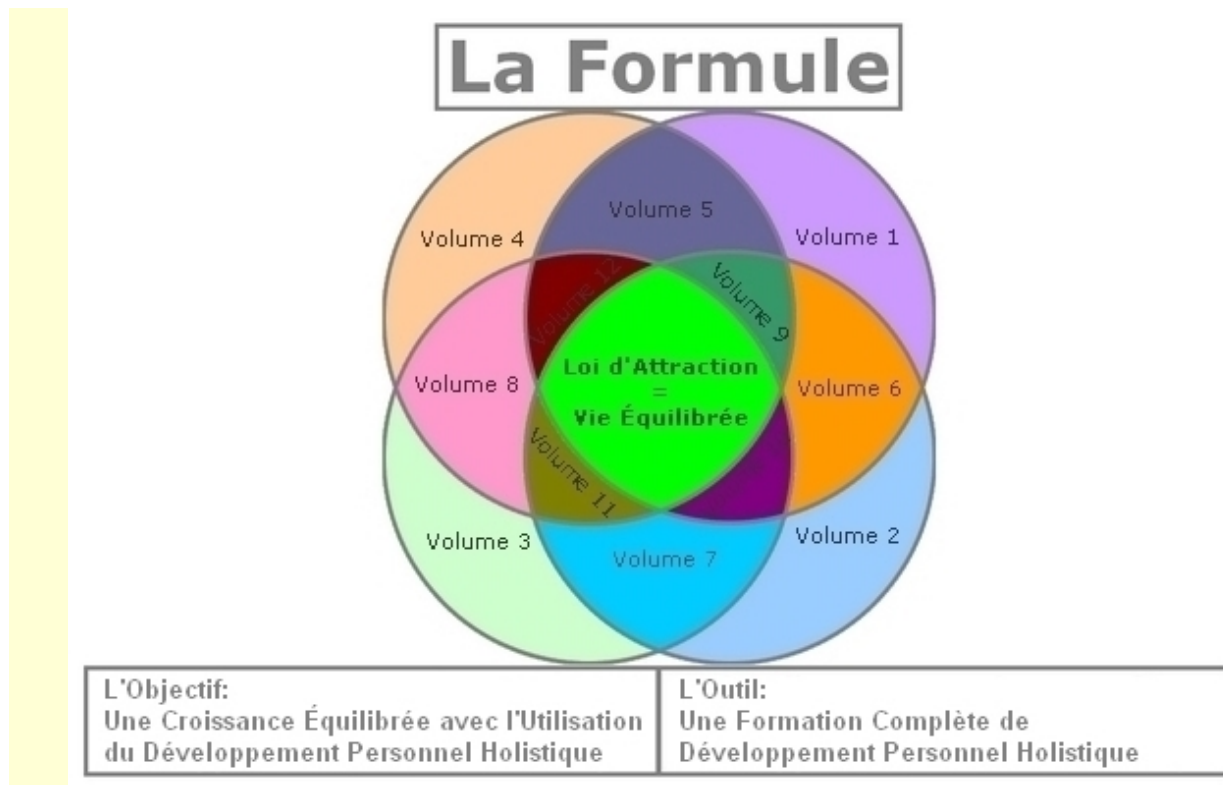 La Formule
Volume 5
Volume 4
Volume 1
Volume 12
Volume 9
Loi d'Attraction
=
Vie Équilibrée
Volume 8
Volume 6
Volume 11
Volume 3
Volume 2
Volume 7
L'Objectif:
Une Croissance Équilibrée avec l'Utilisation
du Développement Personnel Holistique
L'Outil:
Une Formation Complète de
Développement Personnel Holistique